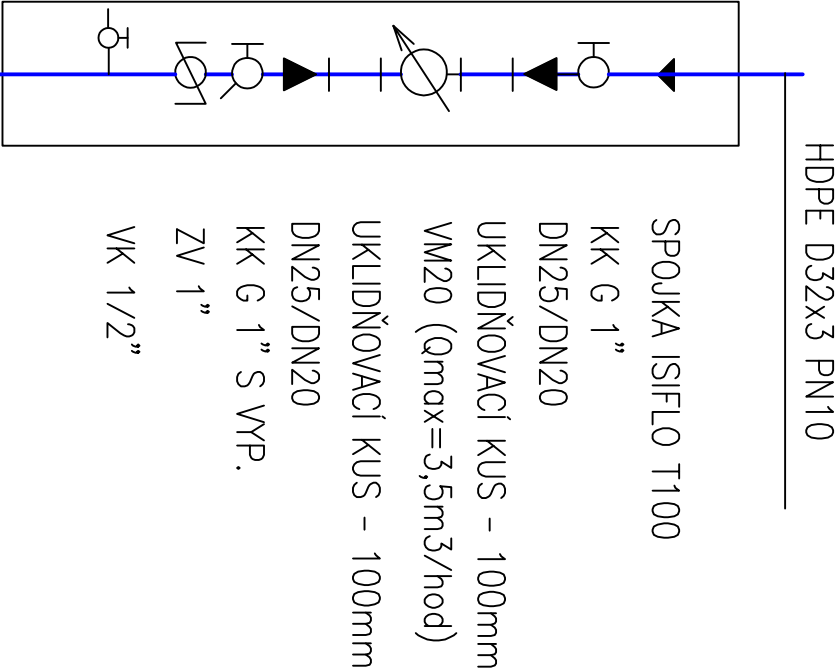 HDPE D32x3 PN10
SPOJKA ISIFLO T100
KK G 1”
DN25/DN20
UKLIDŇOVACÍ KUS - 100mm
VM20 (Qmax=3,5m3/hod)
UKLIDŇOVACÍ KUS - 100mm
DN25/DN20
KK G 1” S VYP.
ZV 1”
VK 1/2”